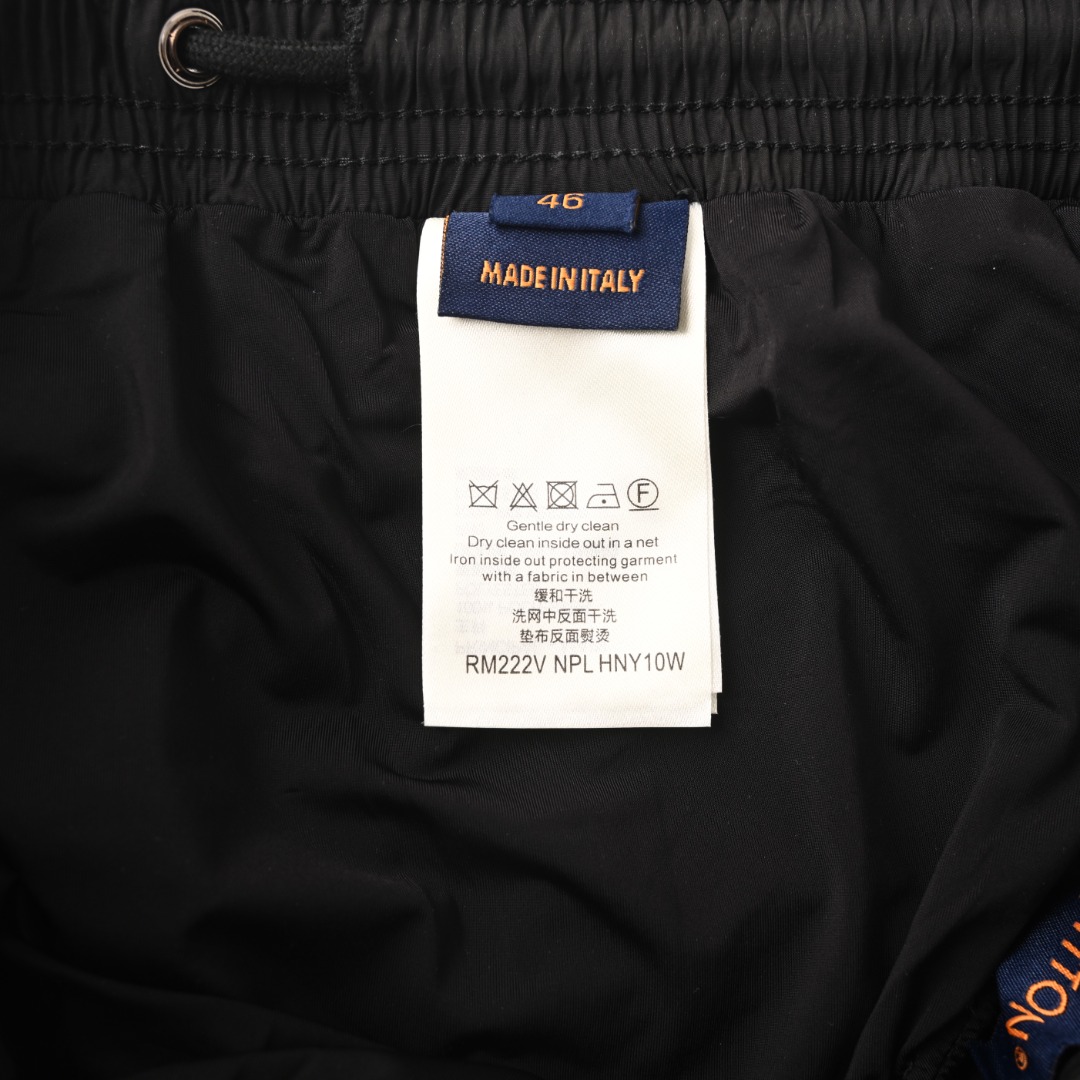 46
MADE IN ITALY
F
Gentle dry clean
Dry clean inside out in a net
Iron inside out protecting garment
with a fabric in between
缓和干洗
洗网中反面干洗
垫布反面熨烫
RM222V NPL HNY10W
TTON®